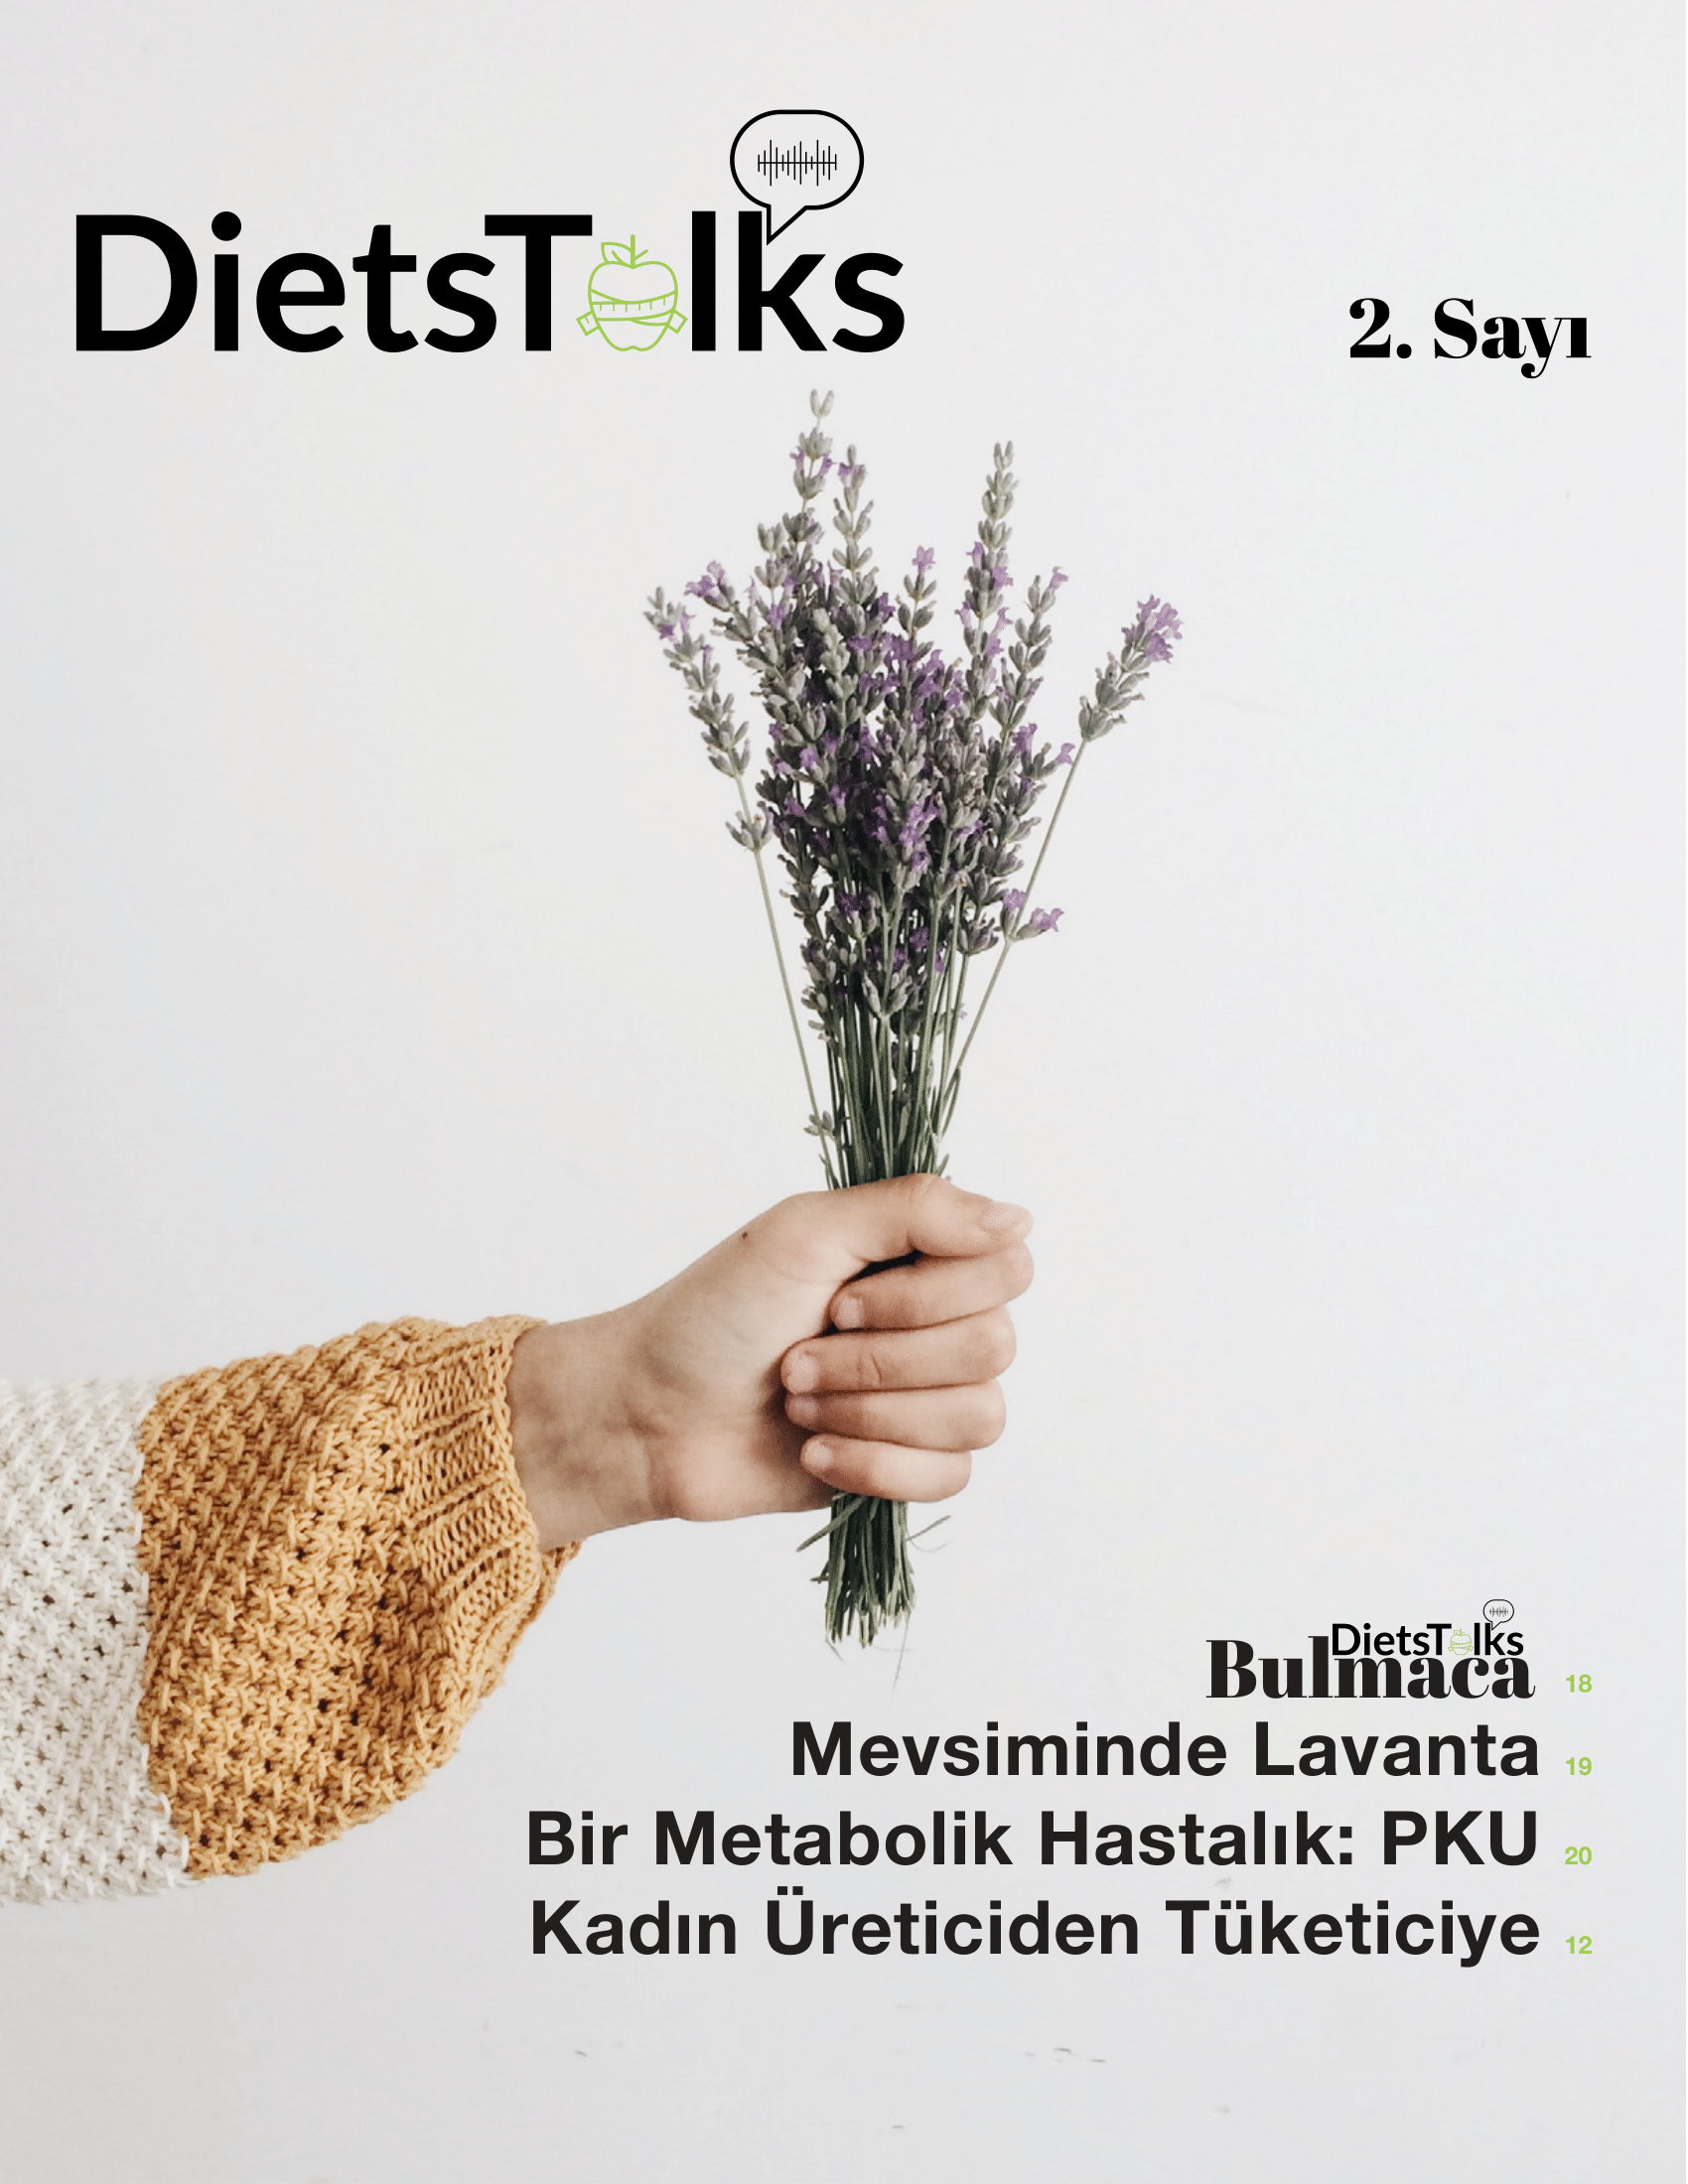 DietsTalks
2. Sayı
DietsTalks
Bulmaca 18
Mevsiminde Lavanta 19
Bir Metabolik Hastalık: PKU 20
Kadın Üreticiden Tüketiciye 12